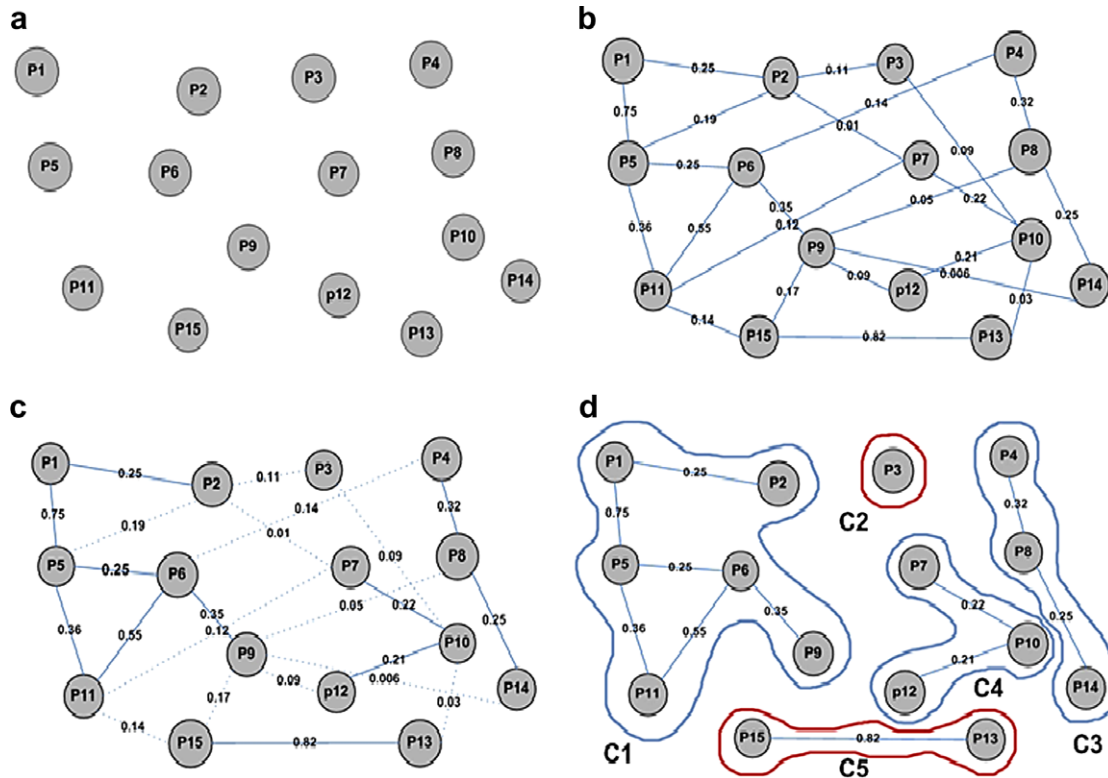 a
P1
P2
P3
P4
P5
P6
P7
P8
P9
P10
P11
p12
P14
P15
P13
b
P1
0.25
P2
0.11
P3
P4
0.75
0.19
0.14
0.32
0.01
P5
0.25
P6
P7
0.09
P8
0.35
0.05
0.22
0.36
0.55
0.12
0.25
P9
P10
0.21
P11
0.09
0.006
p12
P14
0.17
0.03
0.14
P15
0.82
P13
c
P1
0.25
P2
0.11
P3
P4
0.75
0.19
0.14
0.32
0.01
P5
0.25
P6
P7
0.09
P8
0.35
0.05
0.22
0.36
0.55
0.12
0.25
P9
P10
0.21
P11
0.09
0.006
p12
P14
0.17
0.03
0.14
P15
0.82
P13
d
P1
0.25
P2
P3
P4
C2
0.75
0.32
P5
0.25
P6
P7
P8
0.36
0.55
0.35
0.22
0.25
P9
P10
0.21
P11
p12
C4
P14
C1
P15
0.82
P13
C3
C5